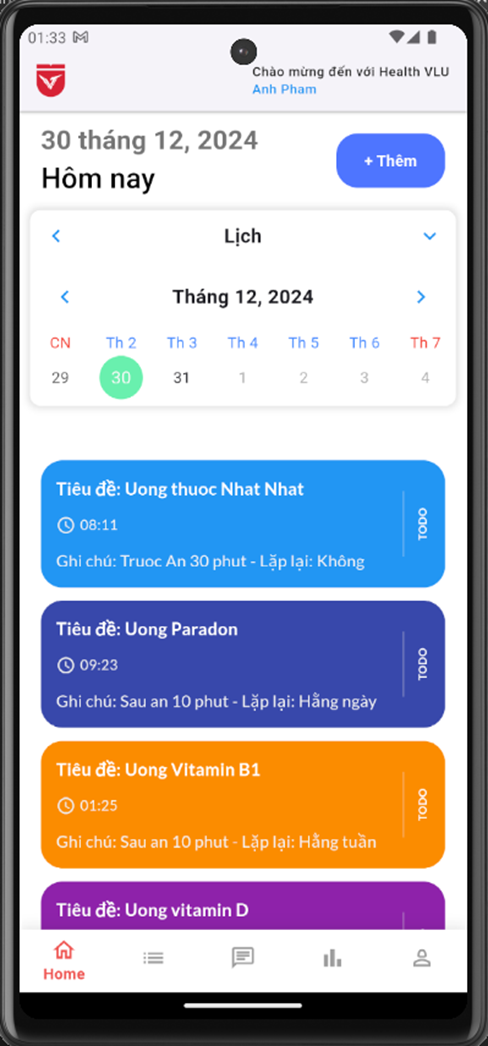 01:33
Chào mừng đến với Health VLU
Anh Pham
30 tháng 12, 2024
Hôm nay
+ Thêm
Lịch
Tháng 12, 2024
CN Th 2 Th 3 Th 4 Th 5 Th 6 Th 7
29 30 31 1 2 3 4
Tiêu đề: Uong thuoc Nhat Nhat
08:11
Ghi chú: Truoc An 30 phut - Lặp lại: Không
TODO
Tiêu đề: Uong Paradon
09:23
Ghi chú: Sau an 10 phut - Lặp lại: Hằng ngày
TODO
Tiêu đề: Uong Vitamin B1
01:25
Ghi chú: Sau an 10 phut - Lặp lại: Hằng tuần
TODO
Tiêu đề: Uong vitamin D
Home